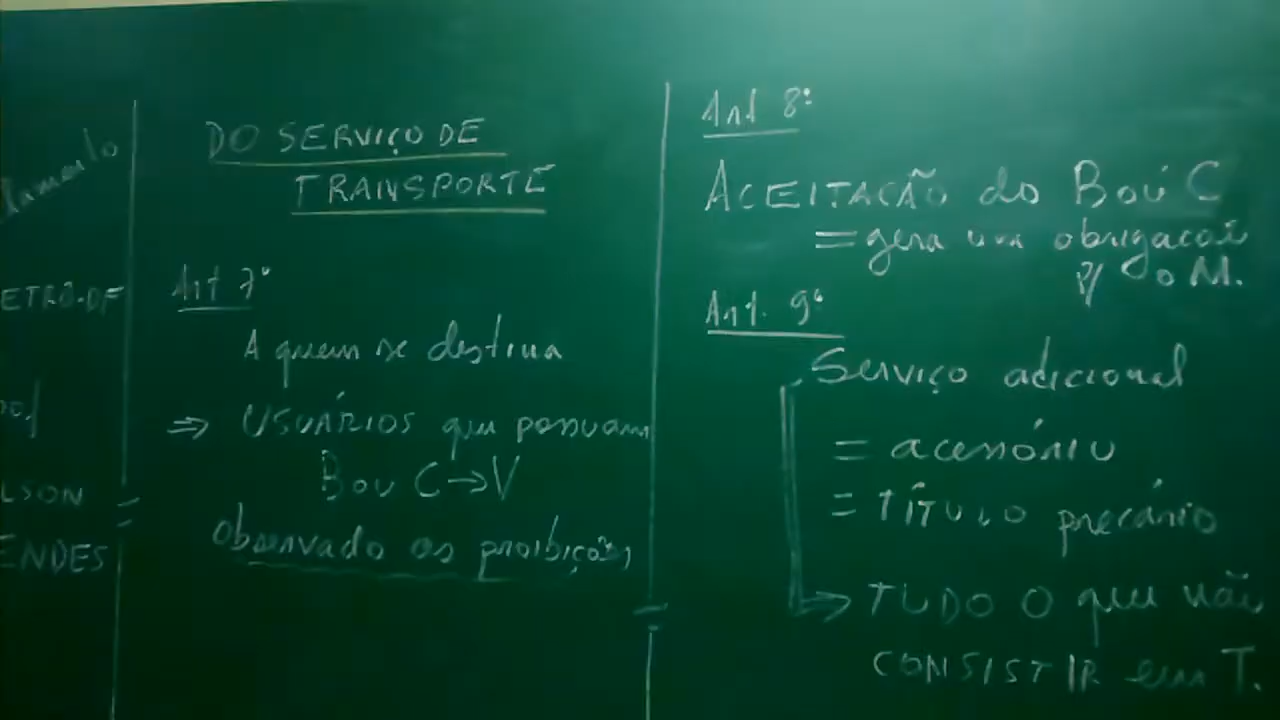 ETRO-DF
LSON
ENDES
DO SERVIÇO DE
TRANSPORTE
Art 7º
A quem se destina
⇒ USUÁRIOS que possuam
B ou C → V
Observado as proibições
Art 8º
ACEITAÇÃO do B ou C
= gera uma obrigação
p/ o M.
Art. 9º
Serviço adicional
= acessório
= TÍTULO precário
→ TUDO O que não
CONSISTIR em T.